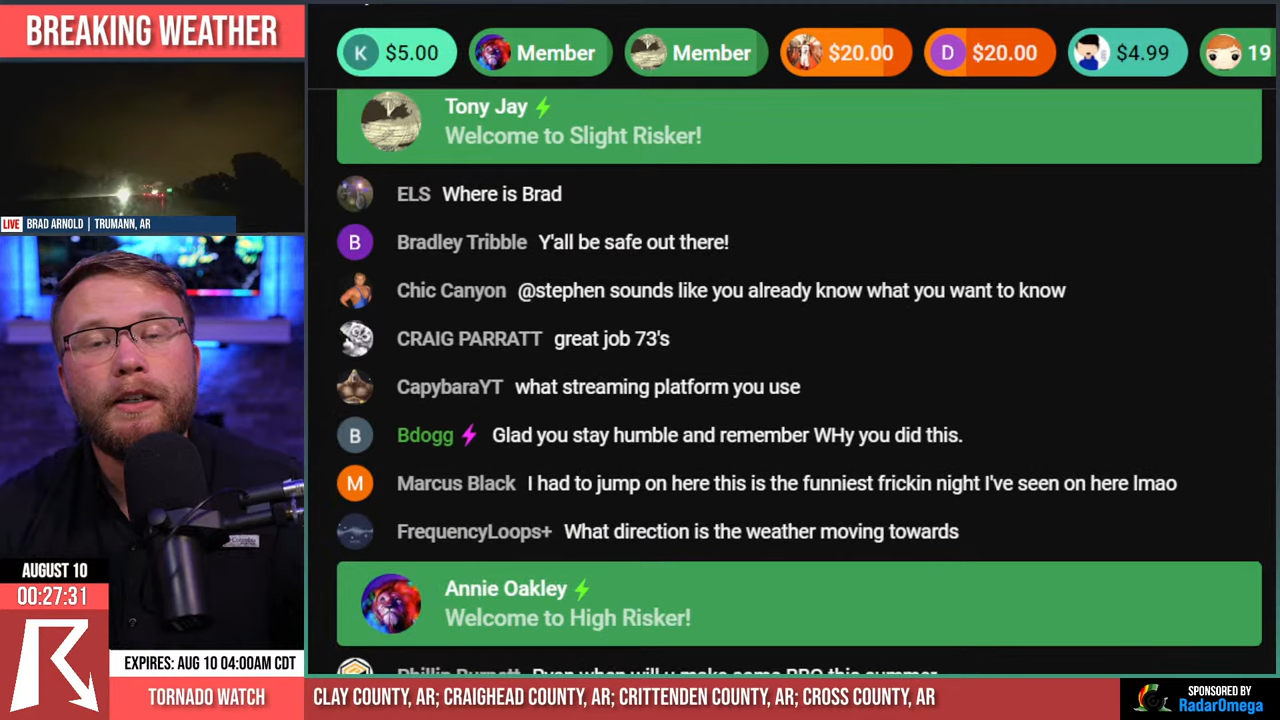 BREAKING WEATHER
LIVE BRAD ARNOLD | TRUMANN, AR
K $5.00 Member Member $20.00 D $20.00 $4.99 19
Tony Jay
Welcome to Slight Risker!
ELS Where is Brad
B Bradley Tribble Y'all be safe out there!
Chic Canyon @stephen sounds like you already know what you want to know
CRAIG PARRATT great job 73's
CapybaraYT what streaming platform you use
B Bdogg Glad you stay humble and remember WHy you did this.
M Marcus Black I had to jump on here this is the funniest frickin night I've seen on here lmao
FrequencyLoops+ What direction is the weather moving towards
Annie Oakley
Welcome to High Risker!
Columbia
AUGUST 10
00:27:31
R
EXPIRES: AUG 10 04:00AM CDT
TORNADO WATCH
CLAY COUNTY, AR; CRAIGHEAD COUNTY, AR; CRITTENDEN COUNTY, AR; CROSS COUNTY, AR
SPONSORED BY
RadarOmega